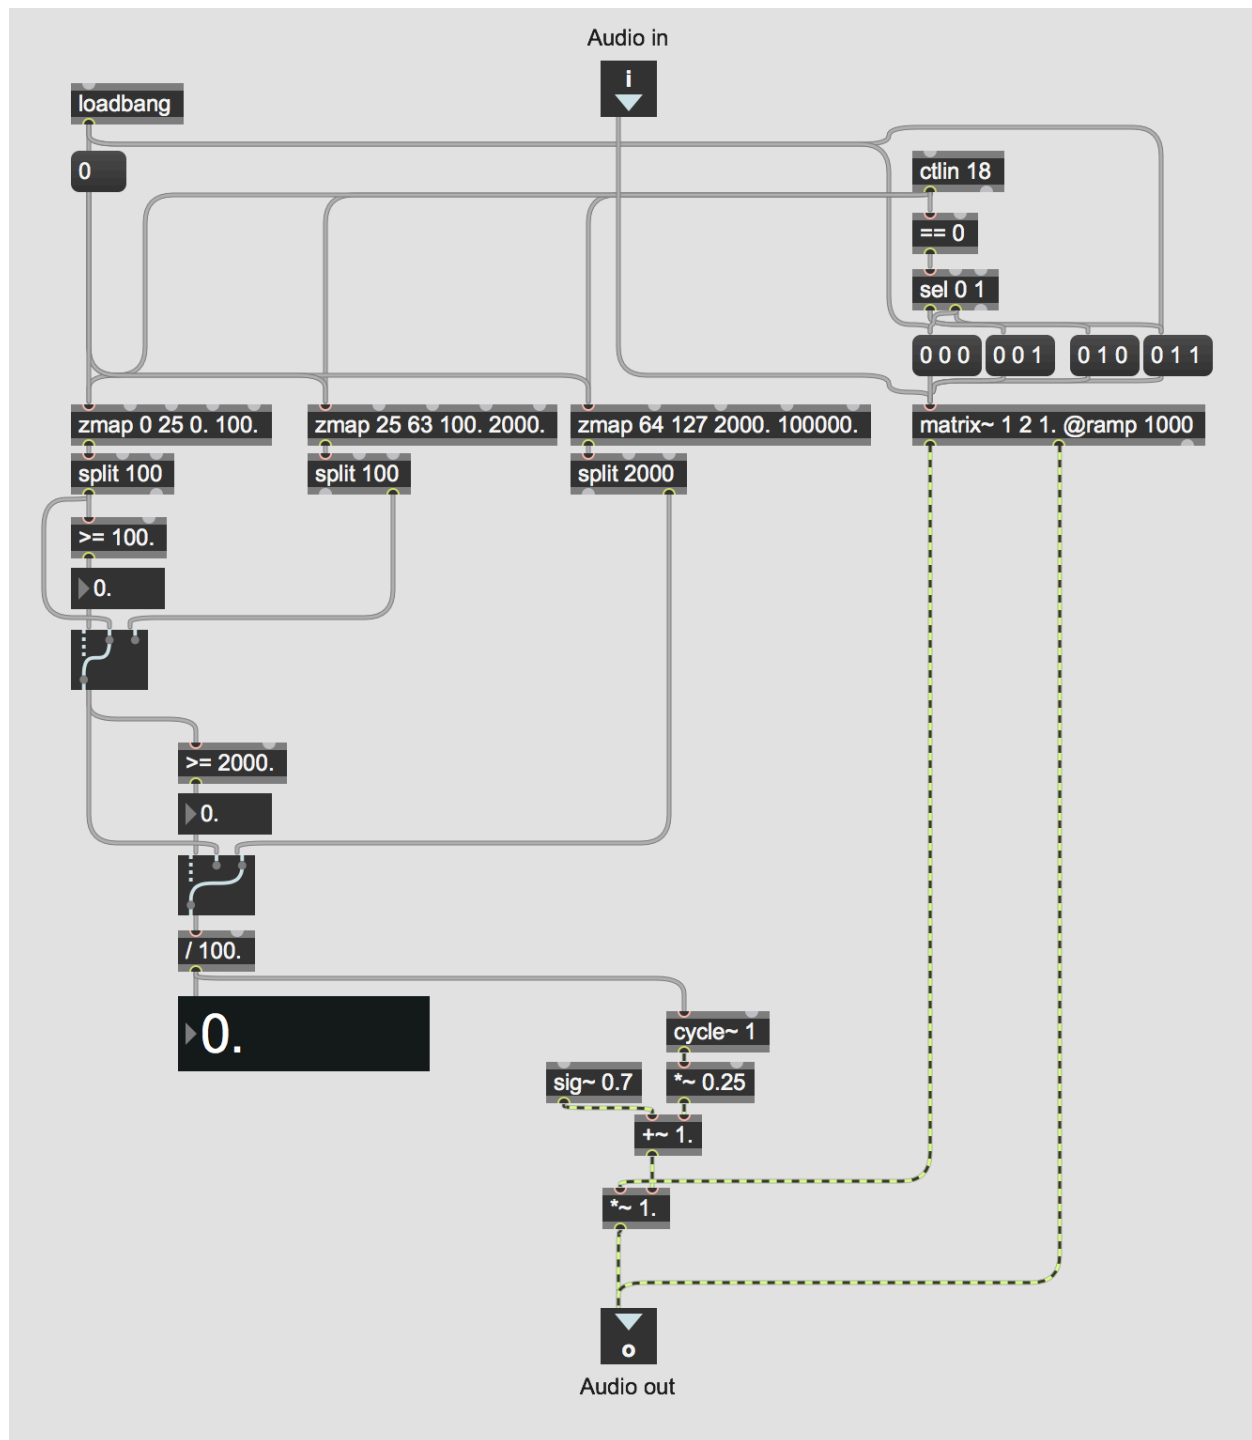 Audio in
i
loadbang
0
ctlin 18
== 0
sel 0 1
0 0 0
0 0 1
0 1 0
0 1 1
zmap 0 25 0. 100.
zmap 25 63 100. 2000.
zmap 64 127 2000. 100000.
matrix~ 1 2 1. @ramp 1000
split 100
split 100
split 2000
>= 100.
0.
>= 2000.
0.
/ 100.
0.
cycle~ 1
sig~ 0.7
*~ 0.25
+~ 1.
*~ 1.
o
Audio out